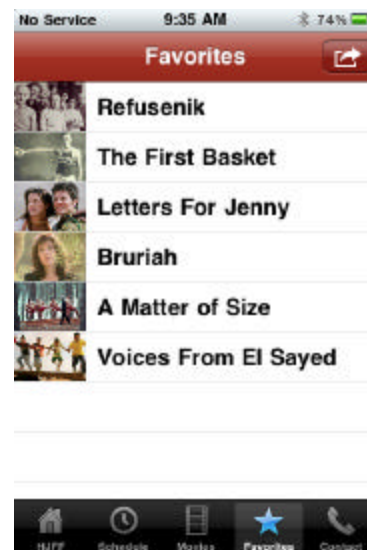 No Service 9:35 AM 74%
Favorites
Refusenik
The First Basket
Letters For Jenny
Bruriah
A Matter of Size
Voices From El Sayed
HJFF Schedule Movies Favorites Contact